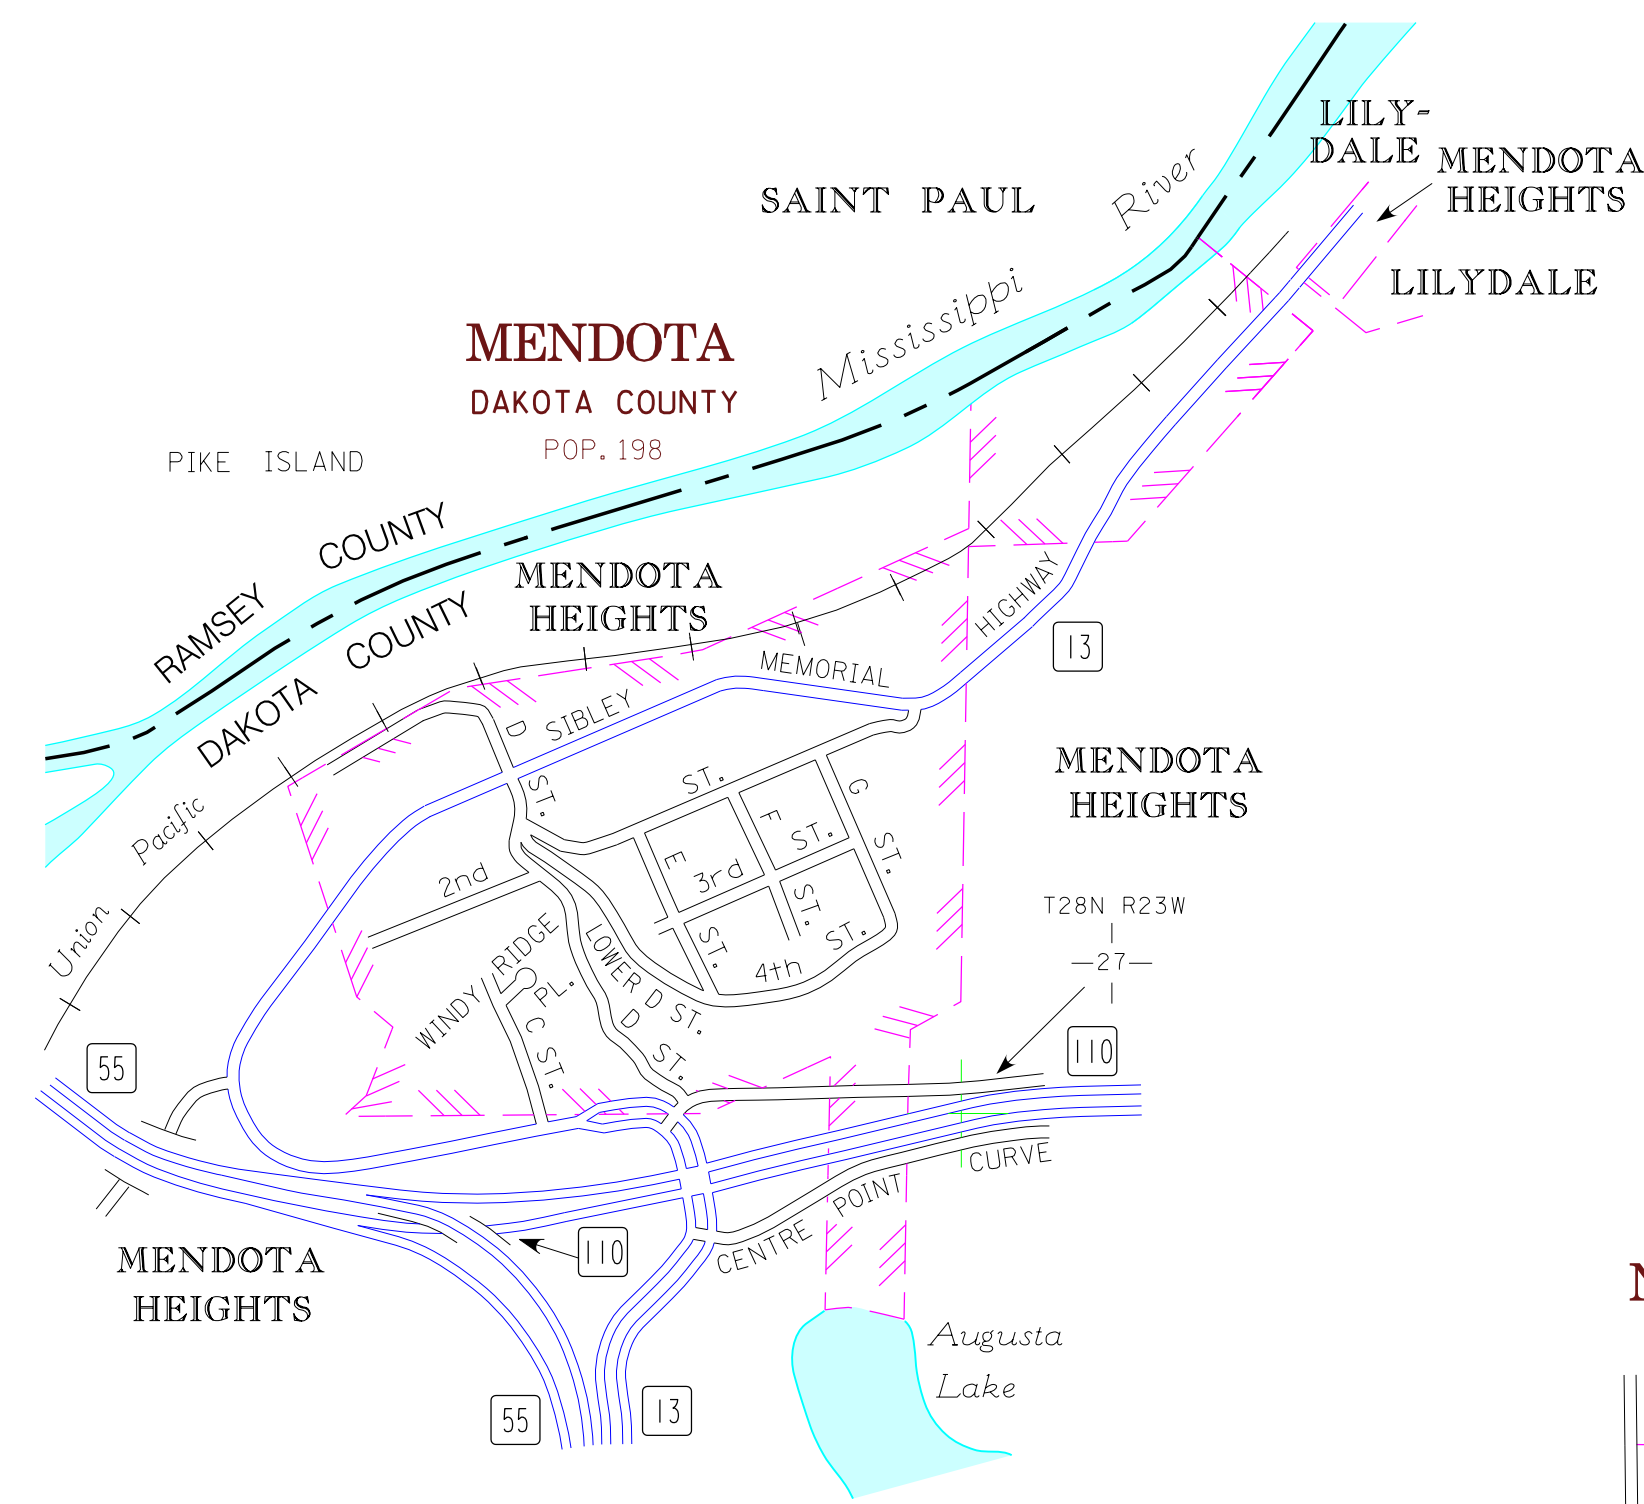 LILY-
DALE
MENDOTA
HEIGHTS
SAINT PAUL
River
LILYDALE
Mississippi
MENDOTA
DAKOTA COUNTY
POP. 198
PIKE ISLAND
RAMSEY COUNTY
DAKOTA COUNTY
MENDOTA
HEIGHTS
HIGHWAY
13
MEMORIAL
SIBLEY
D ST.
ST.
MENDOTA
HEIGHTS
Union Pacific
G ST.
F ST.
E ST.
2nd
3rd ST.
4th ST.
T28N R23W
27
WINDY RIDGE
PL.
C ST.
LOWER D ST.
D ST.
55
110
CURVE
POINT
CENTRE
110
MENDOTA
HEIGHTS
Augusta
Lake
55
13